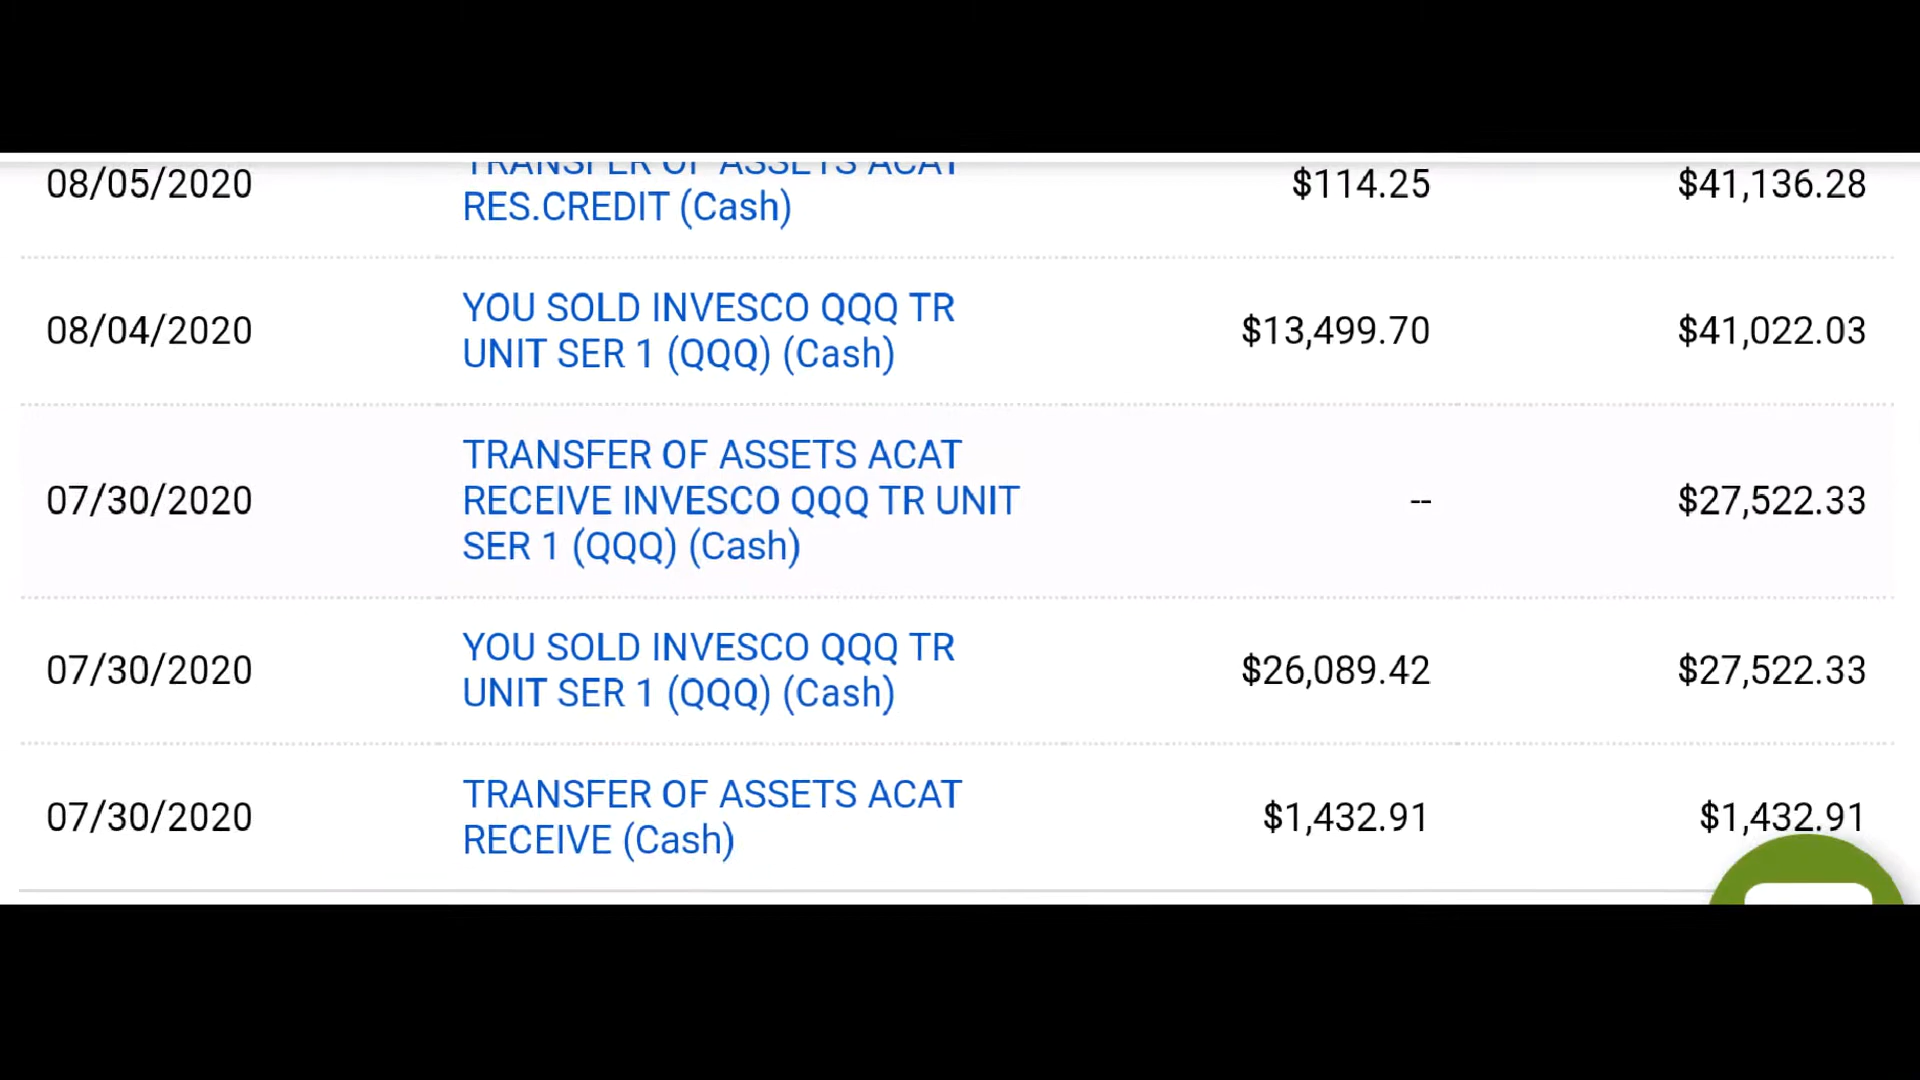 08/05/2020
TRANSFER OF ASSETS ACAT
RES.CREDIT (Cash)
$114.25
$41,136.28
08/04/2020
YOU SOLD INVESCO QQQ TR
UNIT SER 1 (QQQ) (Cash)
$13,499.70
$41,022.03
07/30/2020
TRANSFER OF ASSETS ACAT
RECEIVE INVESCO QQQ TR UNIT
SER 1 (QQQ) (Cash)
--
$27,522.33
07/30/2020
YOU SOLD INVESCO QQQ TR
UNIT SER 1 (QQQ) (Cash)
$26,089.42
$27,522.33
07/30/2020
TRANSFER OF ASSETS ACAT
RECEIVE (Cash)
$1,432.91
$1,432.91